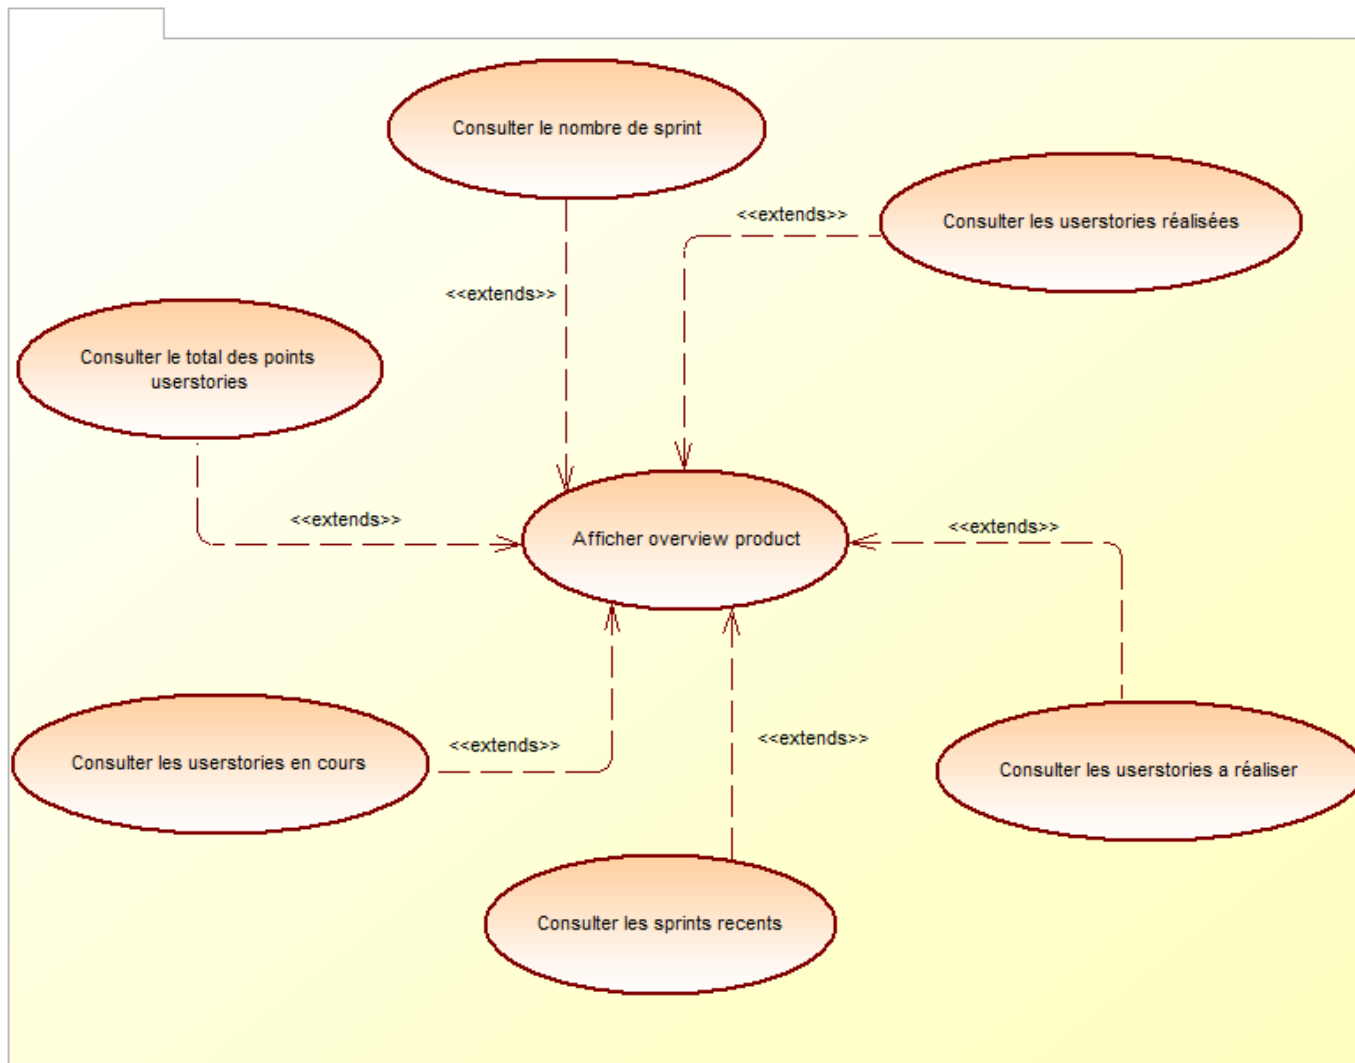 Consulter le nombre de sprint
<<extends>>
Consulter les userstories réalisées
<<extends>>
Consulter le total des points
userstories
<<extends>>
Afficher overview product
<<extends>>
Consulter les userstories en cours
<<extends>>
<<extends>>
Consulter les userstories a réaliser
Consulter les sprints recents